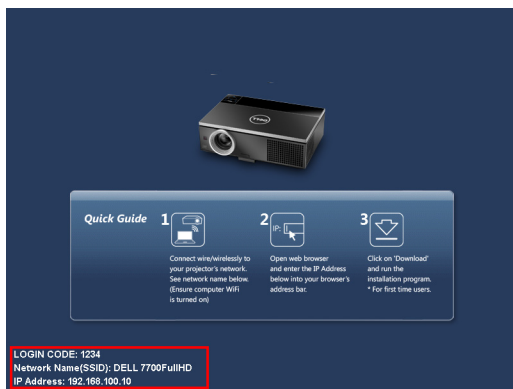 DELL
Quick Guide
1
Connect wire/wirelessly to
your projector's network.
See network name below.
(Ensure computer WiFi
is turned on)
2
IP:
Open web browser
and enter the IP Address
below into your browser's
address bar.
3
Click on 'Download'
and run the
installation program.
* For first time users.
LOGIN CODE: 1234
Network Name(SSID): DELL 7700FullHD
IP Address: 192.168.100.10